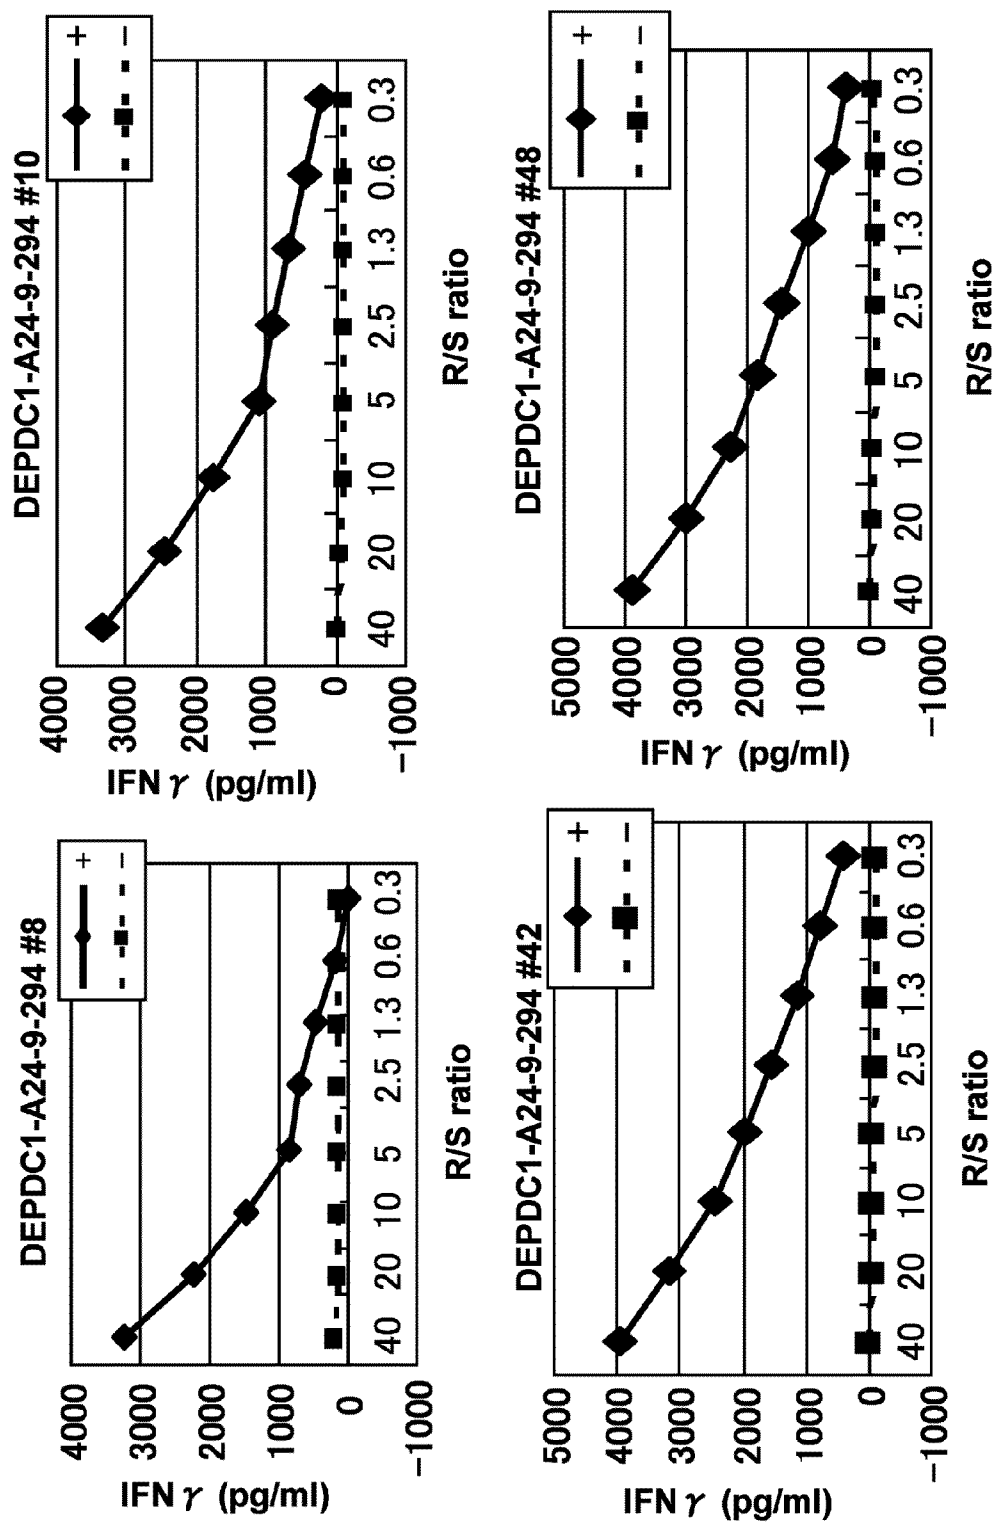 DEPDC1-A24-9-294 #8
+
−
4000
3000
2000
1000
0
−1000
IFN γ (pg/ml)
40 20 10 5 2.5 1.3 0.6 0.3
R/S ratio
DEPDC1-A24-9-294 #10
+
−
4000
3000
2000
1000
0
−1000
IFN γ (pg/ml)
40 20 10 5 2.5 1.3 0.6 0.3
R/S ratio
DEPDC1-A24-9-294 #42
+
−
5000
4000
3000
2000
1000
0
−1000
IFN γ (pg/ml)
40 20 10 5 2.5 1.3 0.6 0.3
R/S ratio
DEPDC1-A24-9-294 #48
+
−
5000
4000
3000
2000
1000
0
−1000
IFN γ (pg/ml)
40 20 10 5 2.5 1.3 0.6 0.3
R/S ratio